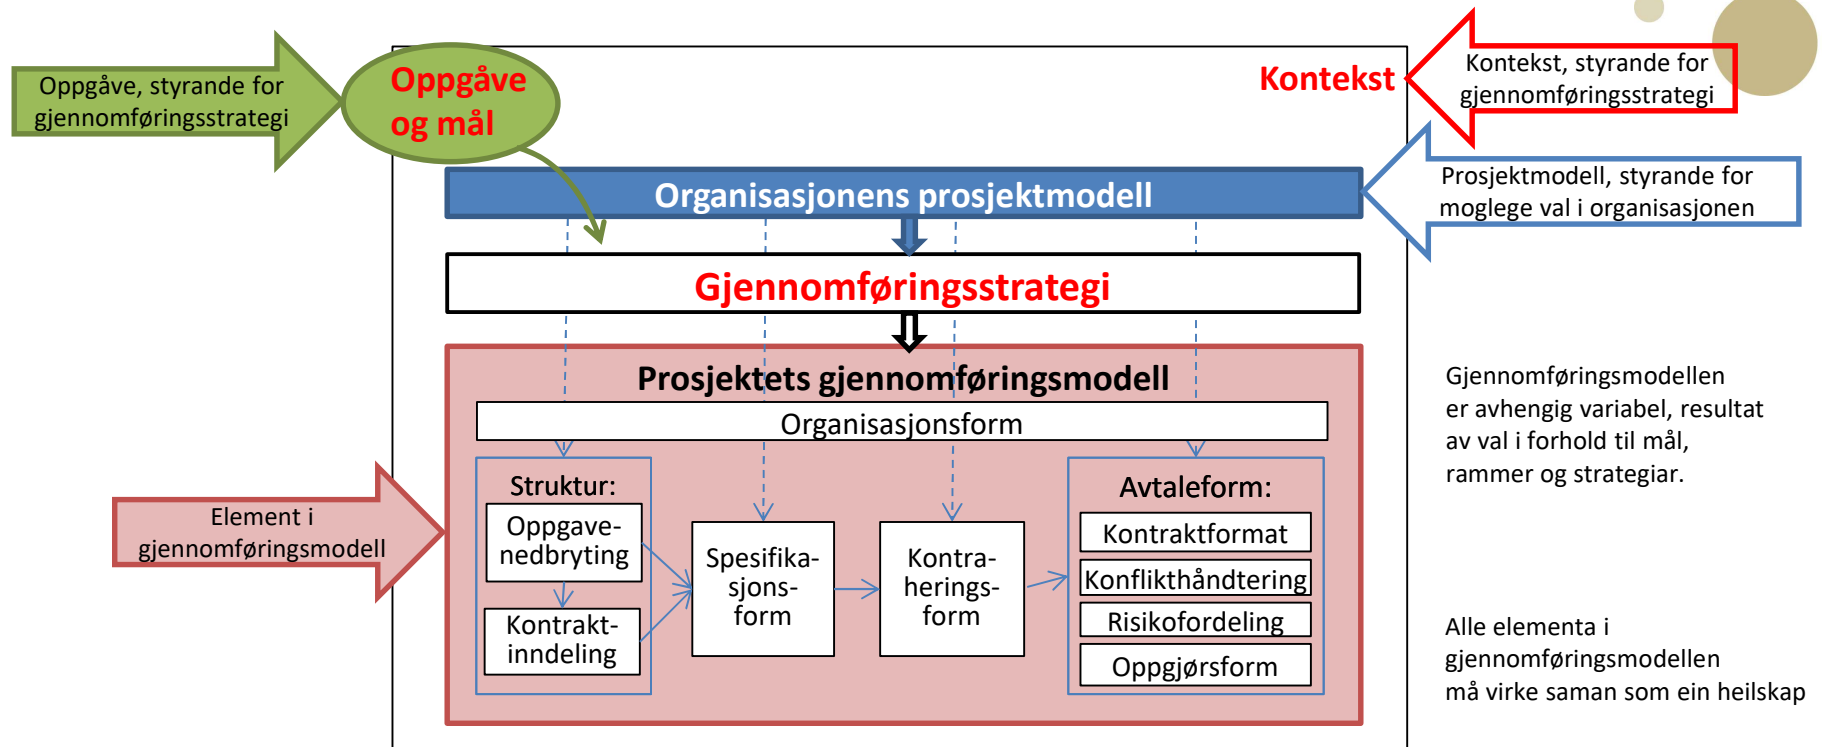 Oppgåve, styrande for
gjennomføringsstrategi
Oppgåve
og mål
Kontekst
Kontekst, styrande for
gjennomføringsstrategi
Organisasjonens prosjektmodell
Prosjektmodell, styrande for
moglege val i organisasjonen
Gjennomføringsstrategi
Prosjektets gjennomføringsmodell
Organisasjonsform
Element i
gjennomføringsmodell
Struktur:
Oppgave-
nedbryting
Kontrakt-
inndeling
Spesifika-
sjons-
form
Kontra-
herings-
form
Avtaleform:
Kontraktformat
Konflikthåndtering
Risikofordeling
Oppgjørsform
Gjennomføringsmodellen
er avhengig variabel, resultat
av val i forhold til mål,
rammer og strategiar.
Alle elementa i
gjennomføringsmodellen
må virke saman som ein heilskap